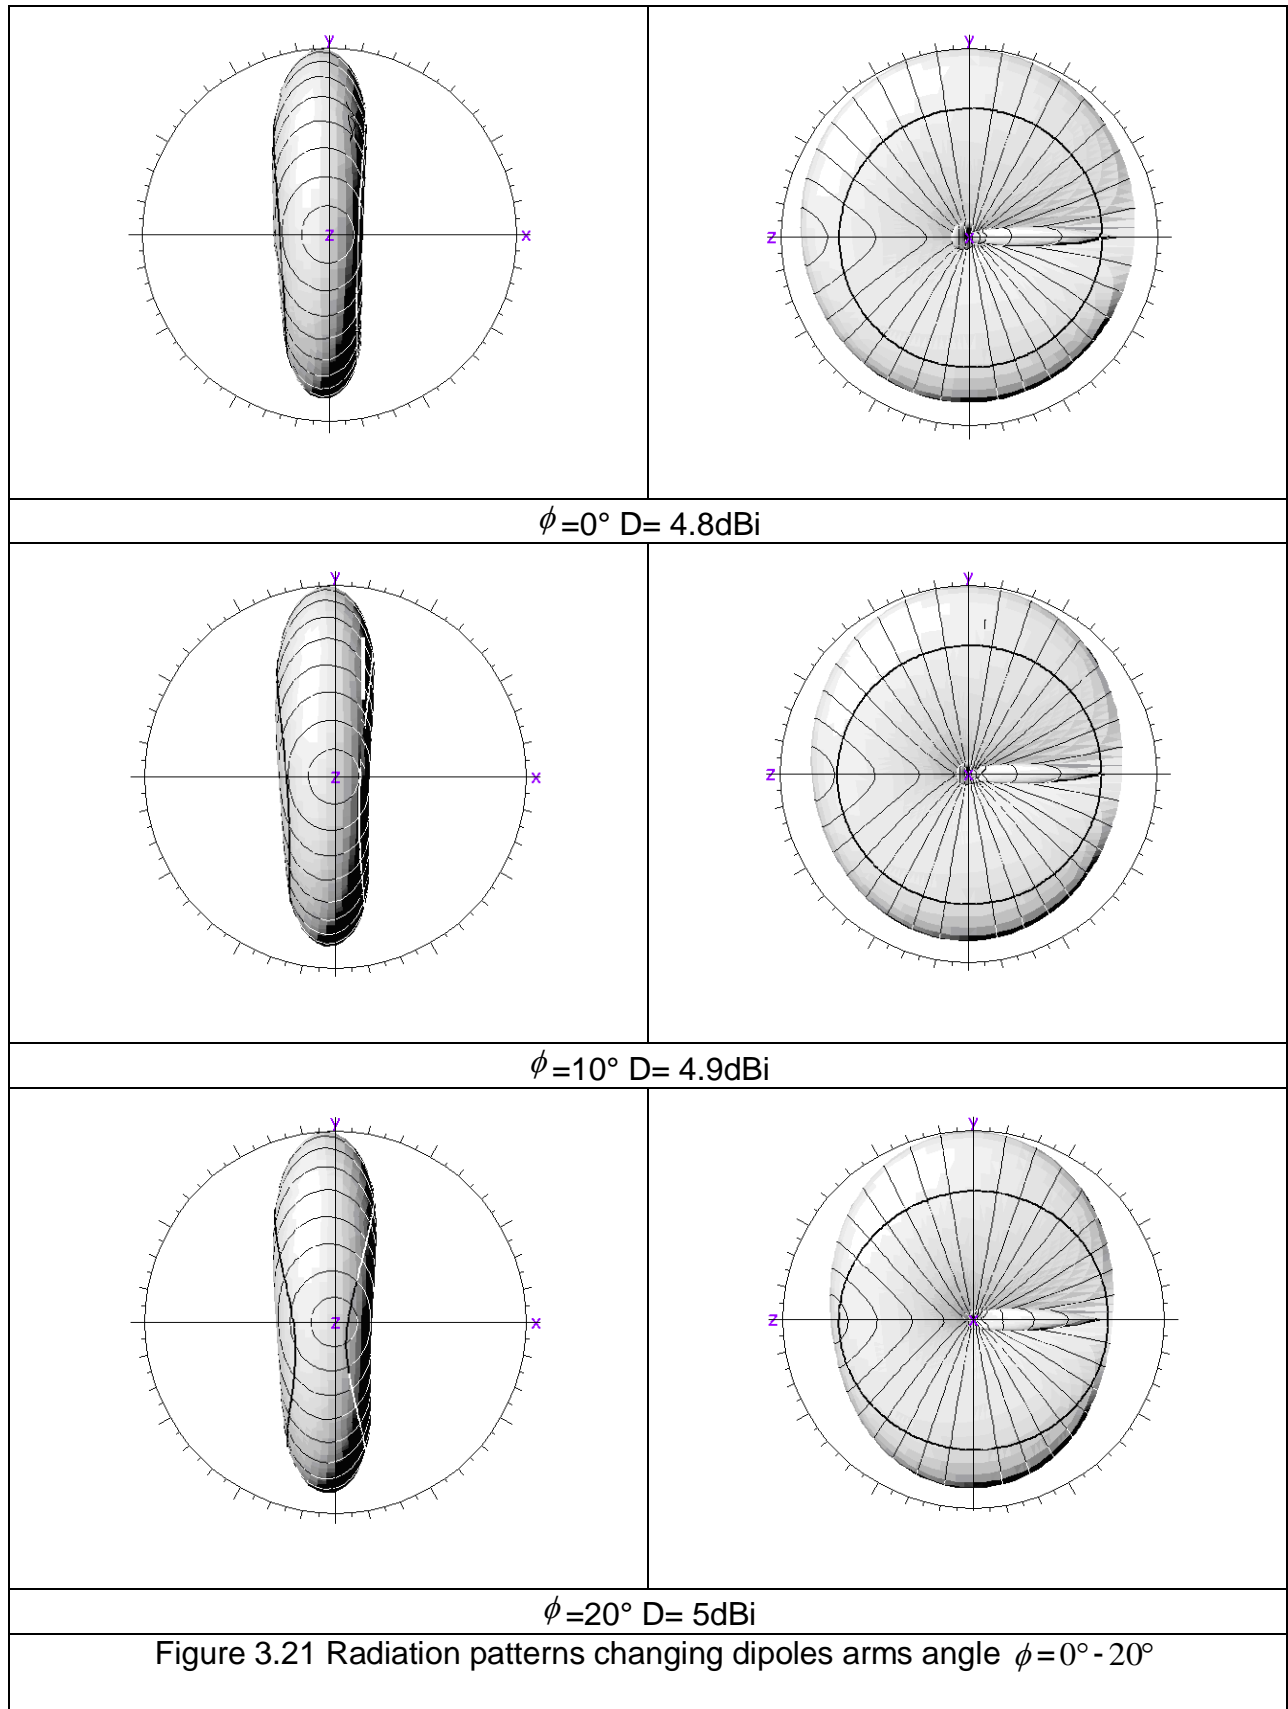 y
x
z
y
z
x
ϕ =0° D= 4.8dBi
y
x
z
y
z
x
ϕ =10° D= 4.9dBi
y
x
z
y
z
x
ϕ =20° D= 5dBi
Figure 3.21 Radiation patterns changing dipoles arms angle ϕ = 0° - 20°